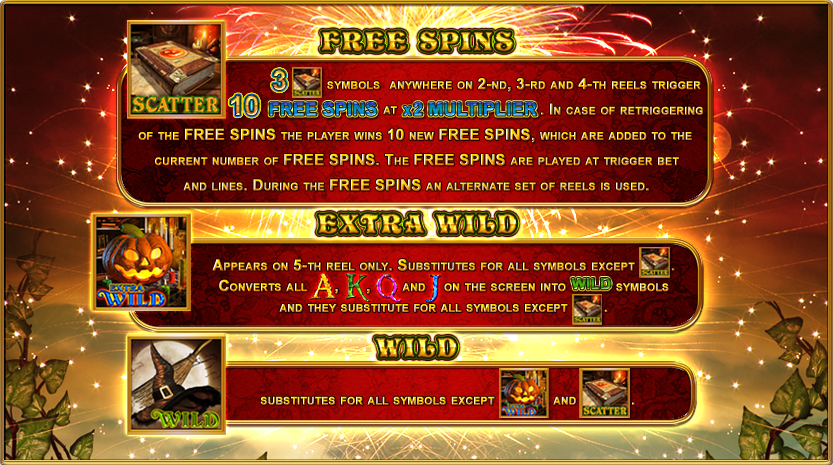 FREE SPINS
SCATTER
3 SCATTER SYMBOLS ANYWHERE ON 2-ND, 3-RD AND 4-TH REELS TRIGGER
10 FREE SPINS AT x2 MULTIPLIER. IN CASE OF RETRIGGERING
OF THE FREE SPINS THE PLAYER WINS 10 NEW FREE SPINS, WHICH ARE ADDED TO THE
CURRENT NUMBER OF FREE SPINS. THE FREE SPINS ARE PLAYED AT TRIGGER BET
AND LINES. DURING THE FREE SPINS AN ALTERNATE SET OF REELS IS USED.
EXTRA WILD
EXTRA WILD
APPEARS ON 5-TH REEL ONLY. SUBSTITUTES FOR ALL SYMBOLS EXCEPT SCATTER.
CONVERTS ALL A, K, Q AND J ON THE SCREEN INTO WILD SYMBOLS
AND THEY SUBSTITUTE FOR ALL SYMBOLS EXCEPT SCATTER.
WILD
WILD
SUBSTITUTES FOR ALL SYMBOLS EXCEPT EXTRA WILD AND SCATTER.